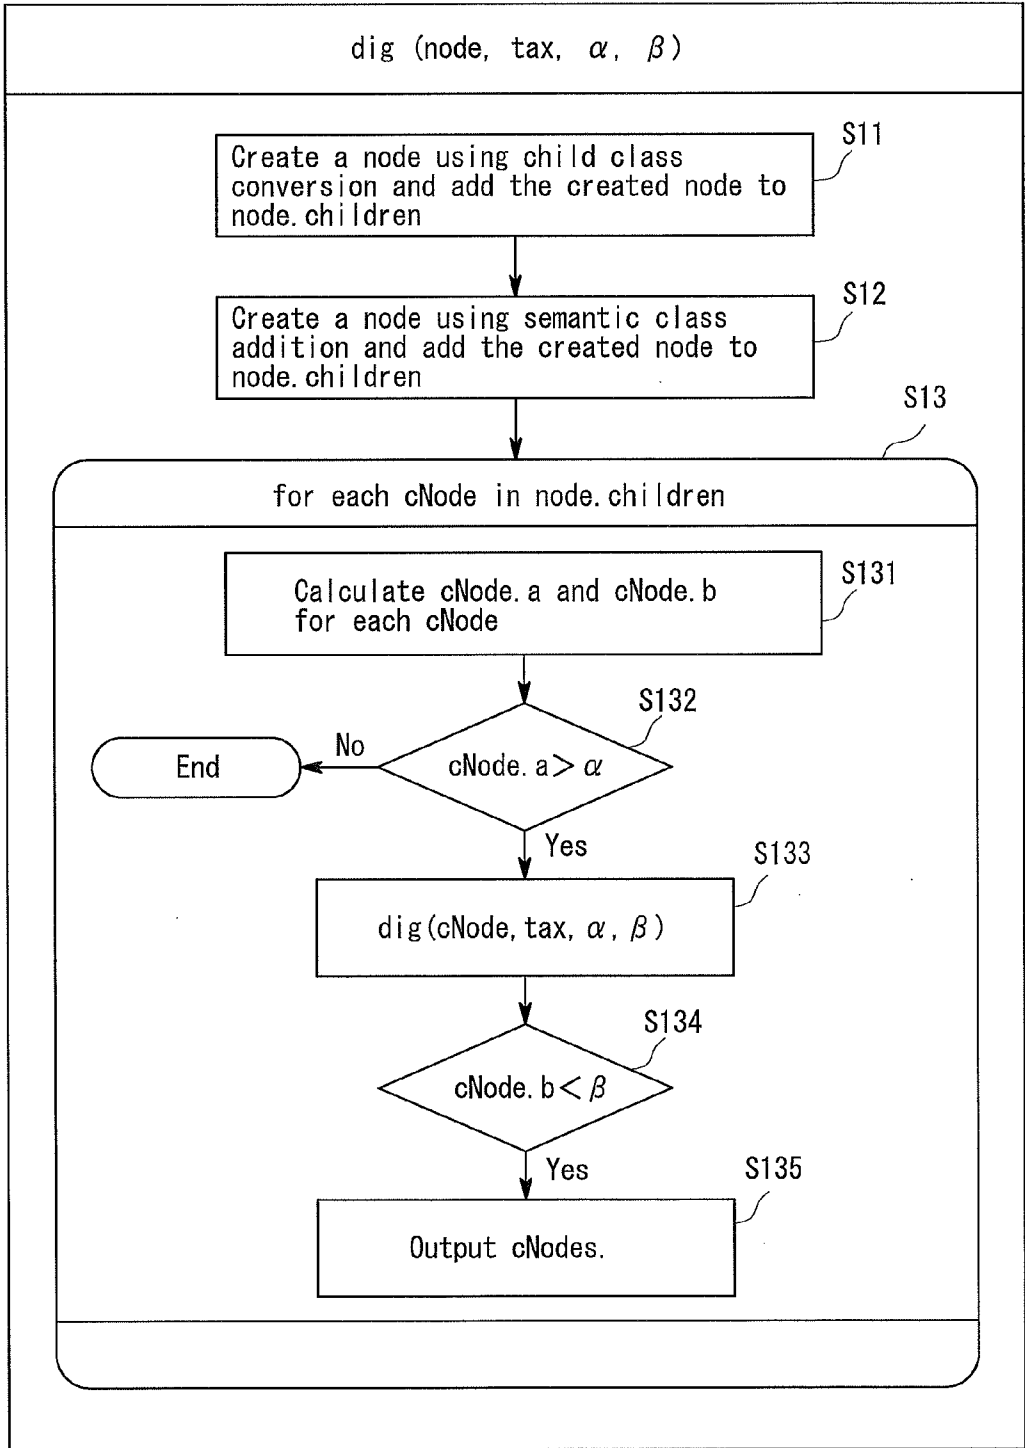 dig (node, tax, α, β)
S11
Create a node using child class
conversion and add the created node to
node.children
S12
Create a node using semantic class
addition and add the created node to
node.children
S13
for each cNode in node.children
S131
Calculate cNode.a and cNode.b
for each cNode
S132
No
End
cNode.a＞α
Yes
S133
dig(cNode,tax, α, β)
S134
cNode.b＜β
Yes
S135
Output cNodes.